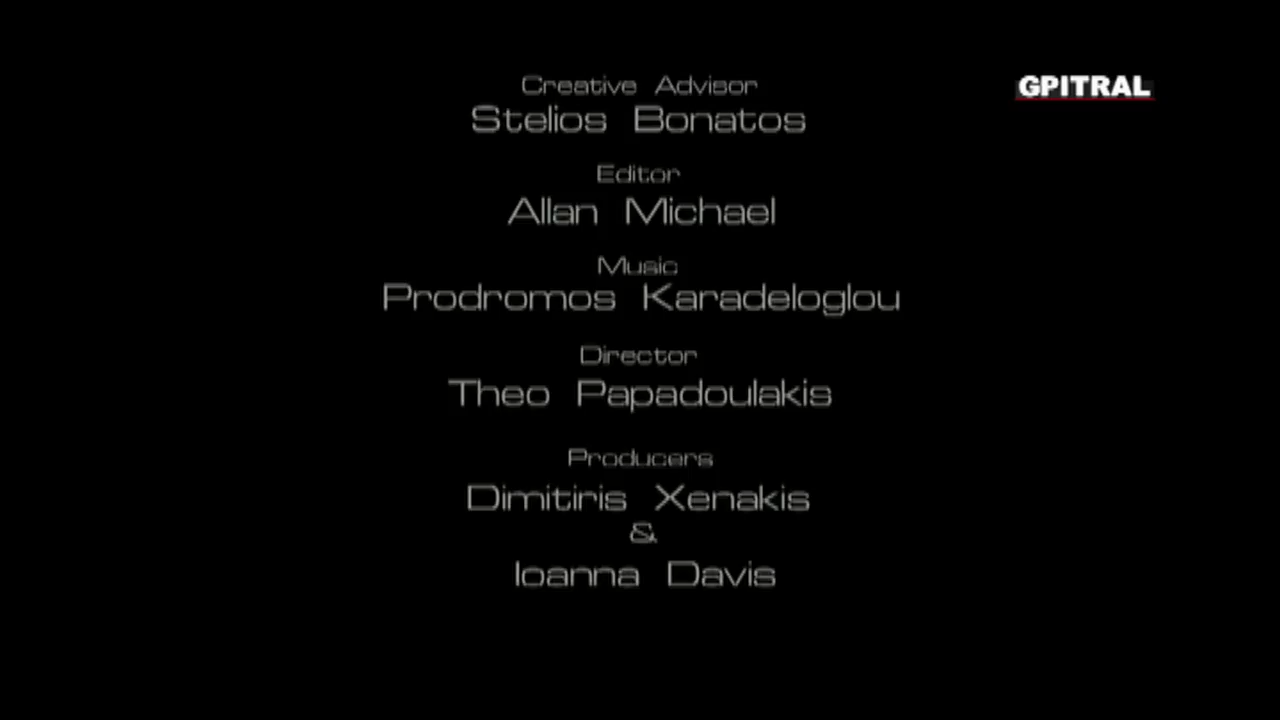 Creative Advisor
GPITRAL
Stelios Bonatos
Editor
Allan Michael
Music
Prodromos Karadeloglou
Director
Theo Papadoulakis
Producers
Dimitiris Xenakis
&
Ioanna Davis